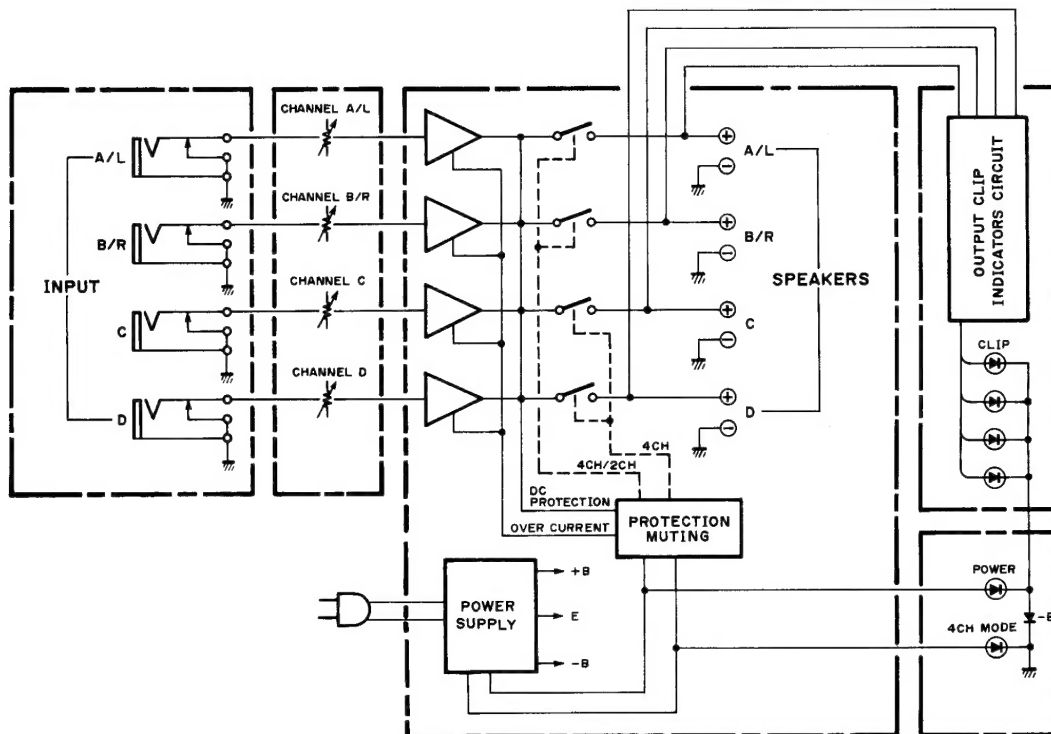 CHANNEL A/L
A/L
CHANNEL B/R
B/R
INPUT
CHANNEL C
C
CHANNEL D
D
+
−
A/L
+
−
B/R
SPEAKERS
+
−
C
+
−
D
4CH
4CH/2CH
DC
PROTECTION
OVER CURRENT
PROTECTION
MUTING
POWER
SUPPLY
+B
E
−B
OUTPUT CLIP
INDICATORS CIRCUIT
CLIP
POWER
4CH MODE